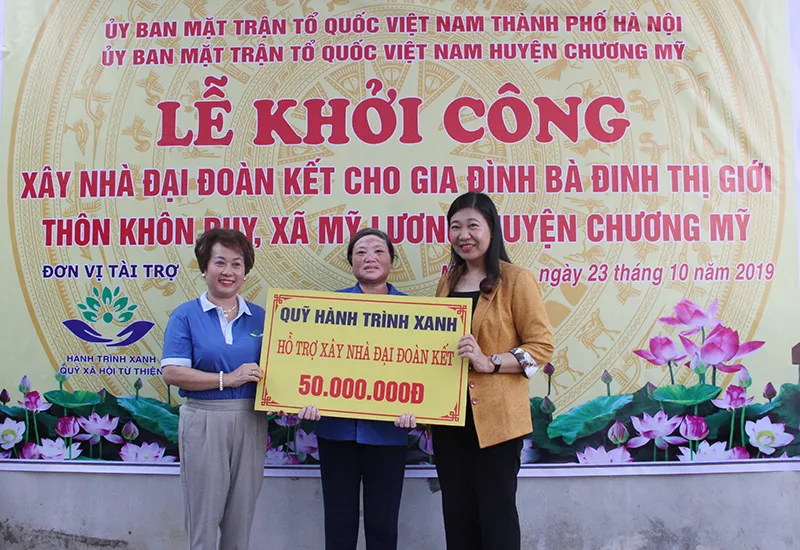 ỦY BAN MẶT TRẬN TỔ QUỐC VIỆT NAM THÀNH PHỐ HÀ NỘI
ỦY BAN MẶT TRẬN TỔ QUỐC VIỆT NAM HUYỆN CHƯƠNG MỸ
LỄ KHỞI CÔNG
XÂY NHÀ ĐẠI ĐOÀN KẾT CHO GIA ĐÌNH BÀ ĐINH THỊ GIỚI
THÔN KHÔN DUY, XÃ MỸ LƯƠNG, HUYỆN CHƯƠNG MỸ
ngày 23 tháng 10 năm 2019
ĐƠN VỊ TÀI TRỢ
HÀNH TRÌNH XANH
QUỸ XÃ HỘI TỪ THIỆN
QUỸ HÀNH TRÌNH XANH
HỖ TRỢ XÂY NHÀ ĐẠI ĐOÀN KẾT
50.000.000Đ